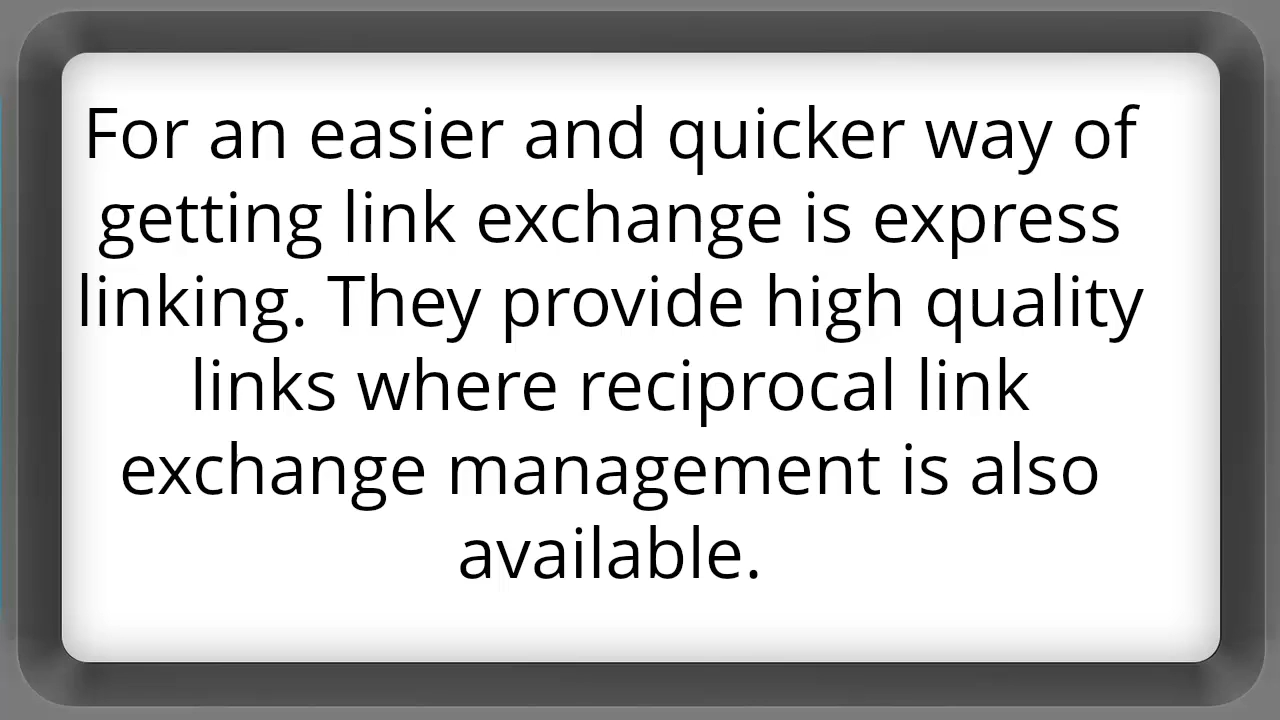 For an easier and quicker way of
getting link exchange is express
linking. They provide high quality
links where reciprocal link
exchange management is also
available.